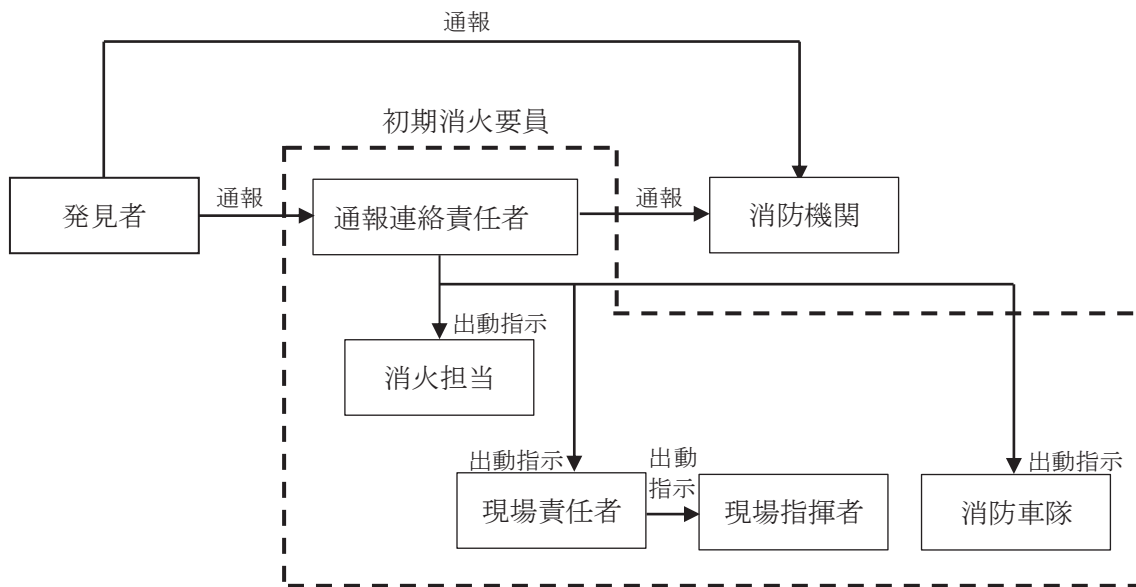 通報
初期消火要員
発見者
通報
通報連絡責任者
通報
消防機関
出動指示
消火担当
出動指示
出動
指示
出動指示
現場責任者
現場指揮者
消防車隊